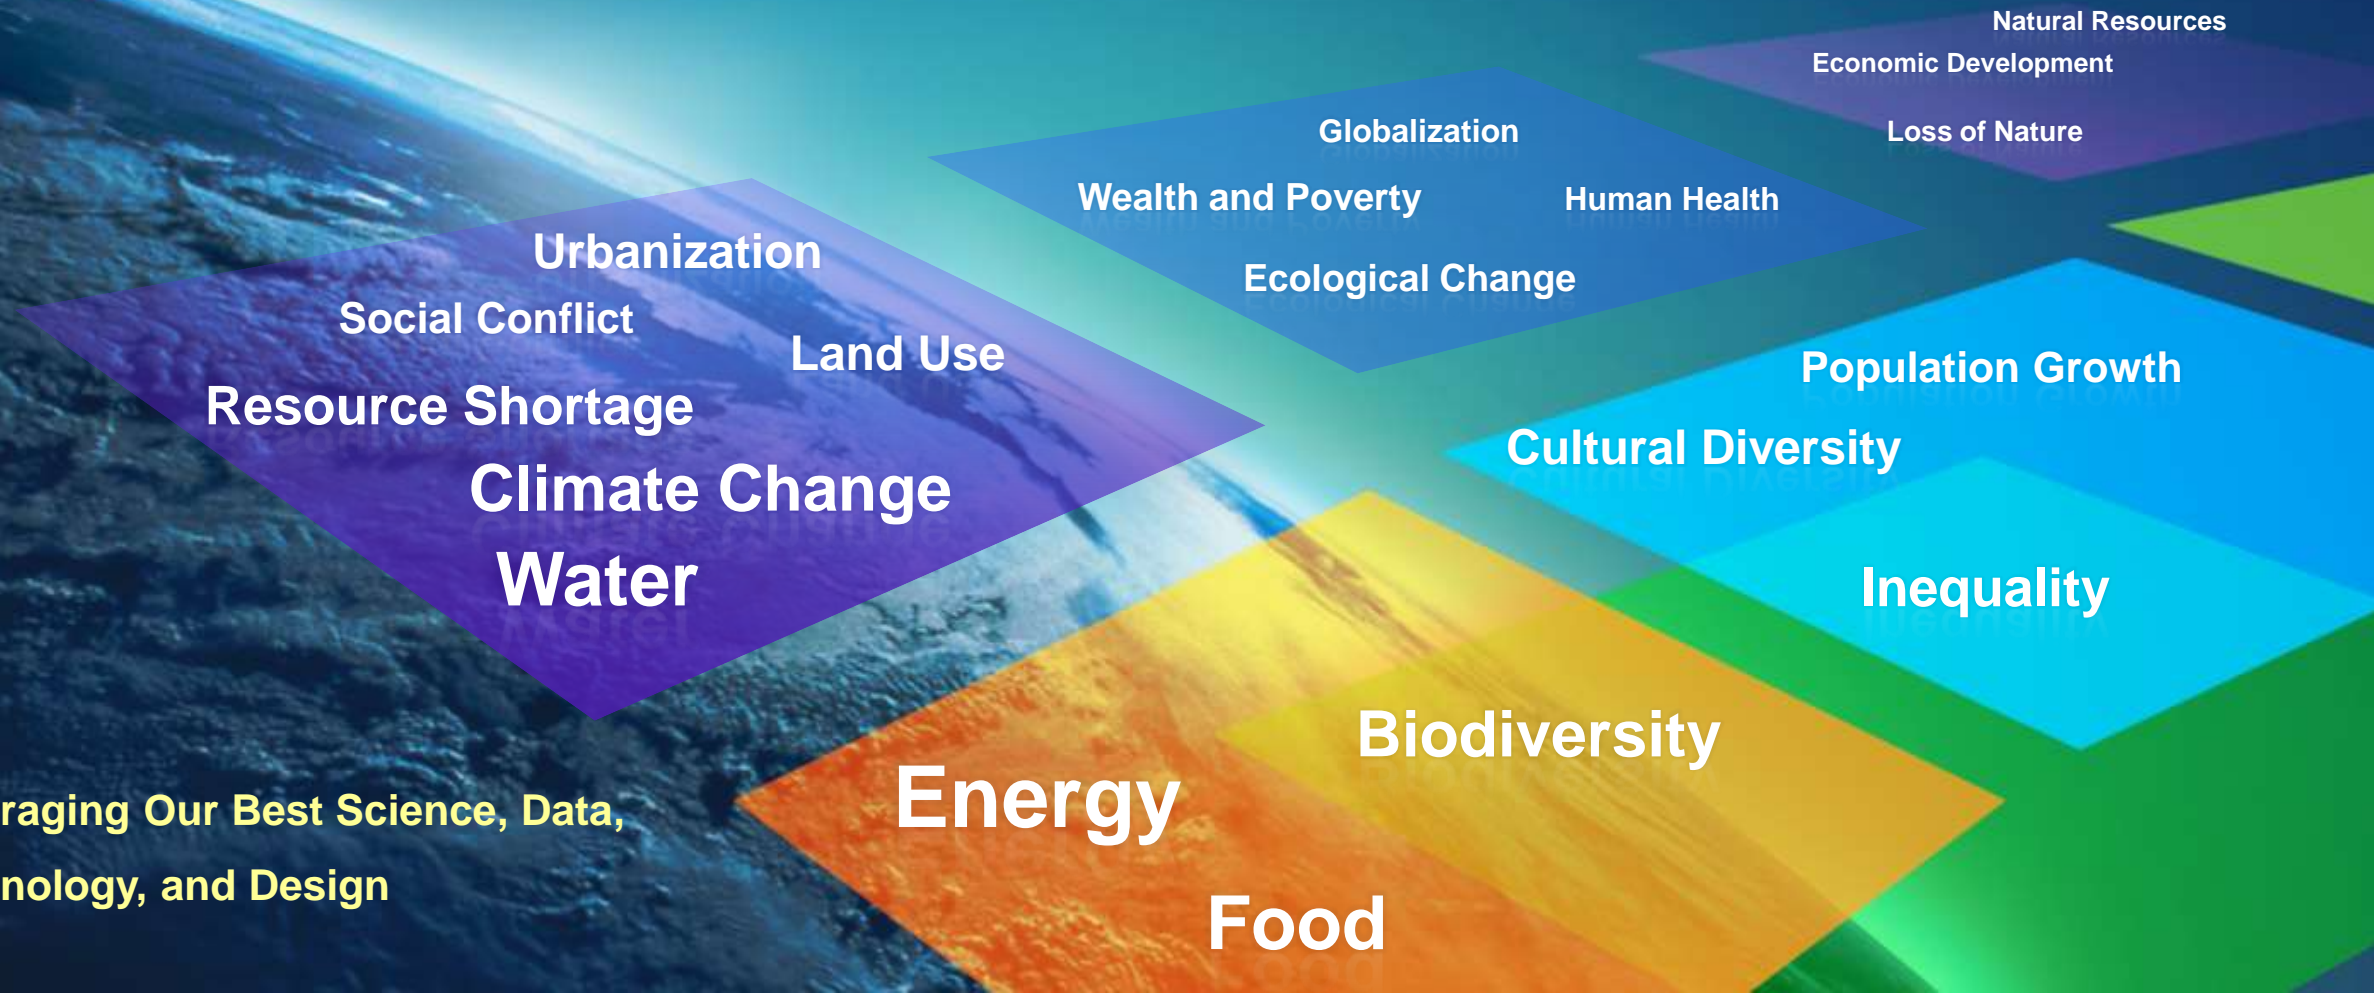 Natural Resources
Economic Development
Loss of Nature
Globalization
Wealth and Poverty
Human Health
Ecological Change
Urbanization
Social Conflict
Land Use
Resource Shortage
Climate Change
Water
Population Growth
Cultural Diversity
Inequality
Biodiversity
Energy
Food
raging Our Best Science, Data,
nology, and Design